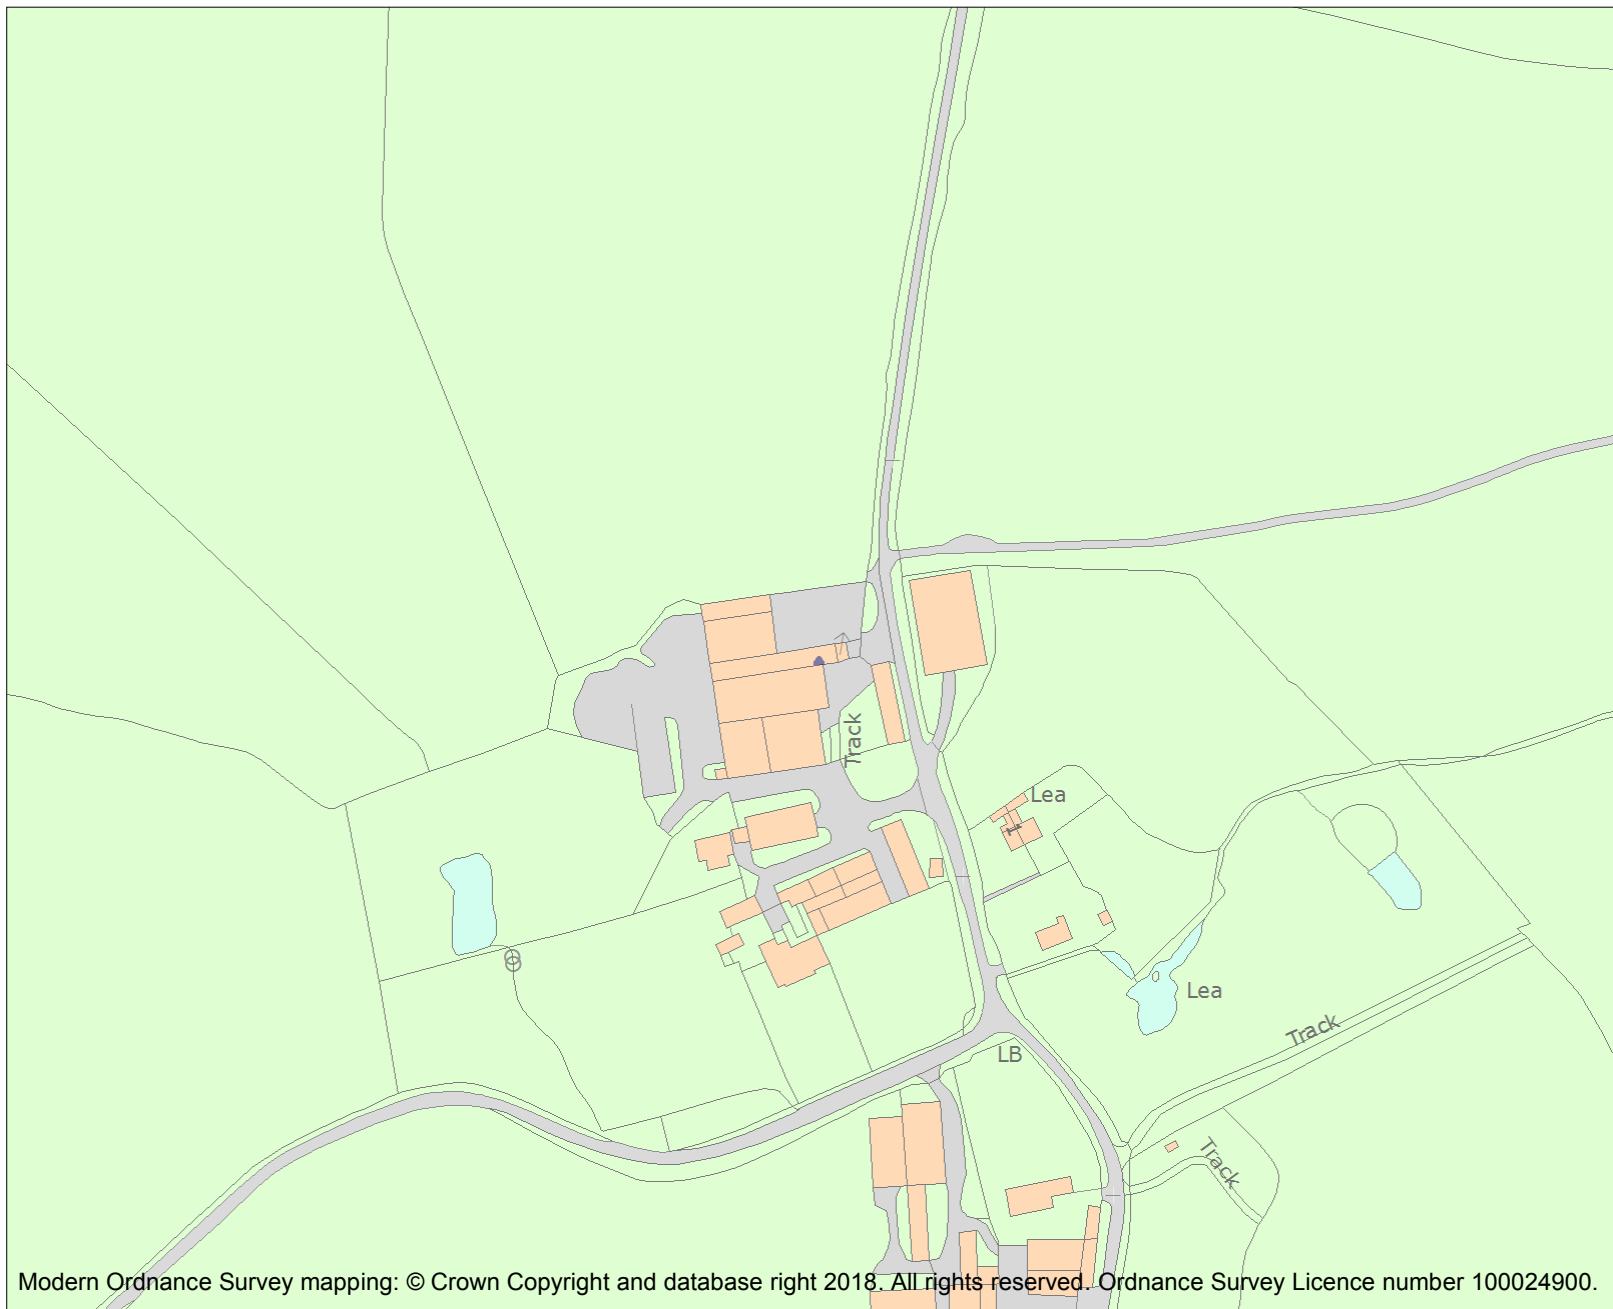 Track
Lea
1
Lea
Track
LB
Track
Modern Ordnance Survey mapping: © Crown Copyright and database right 2018. All rights reserved. Ordnance Survey Licence number 100024900.